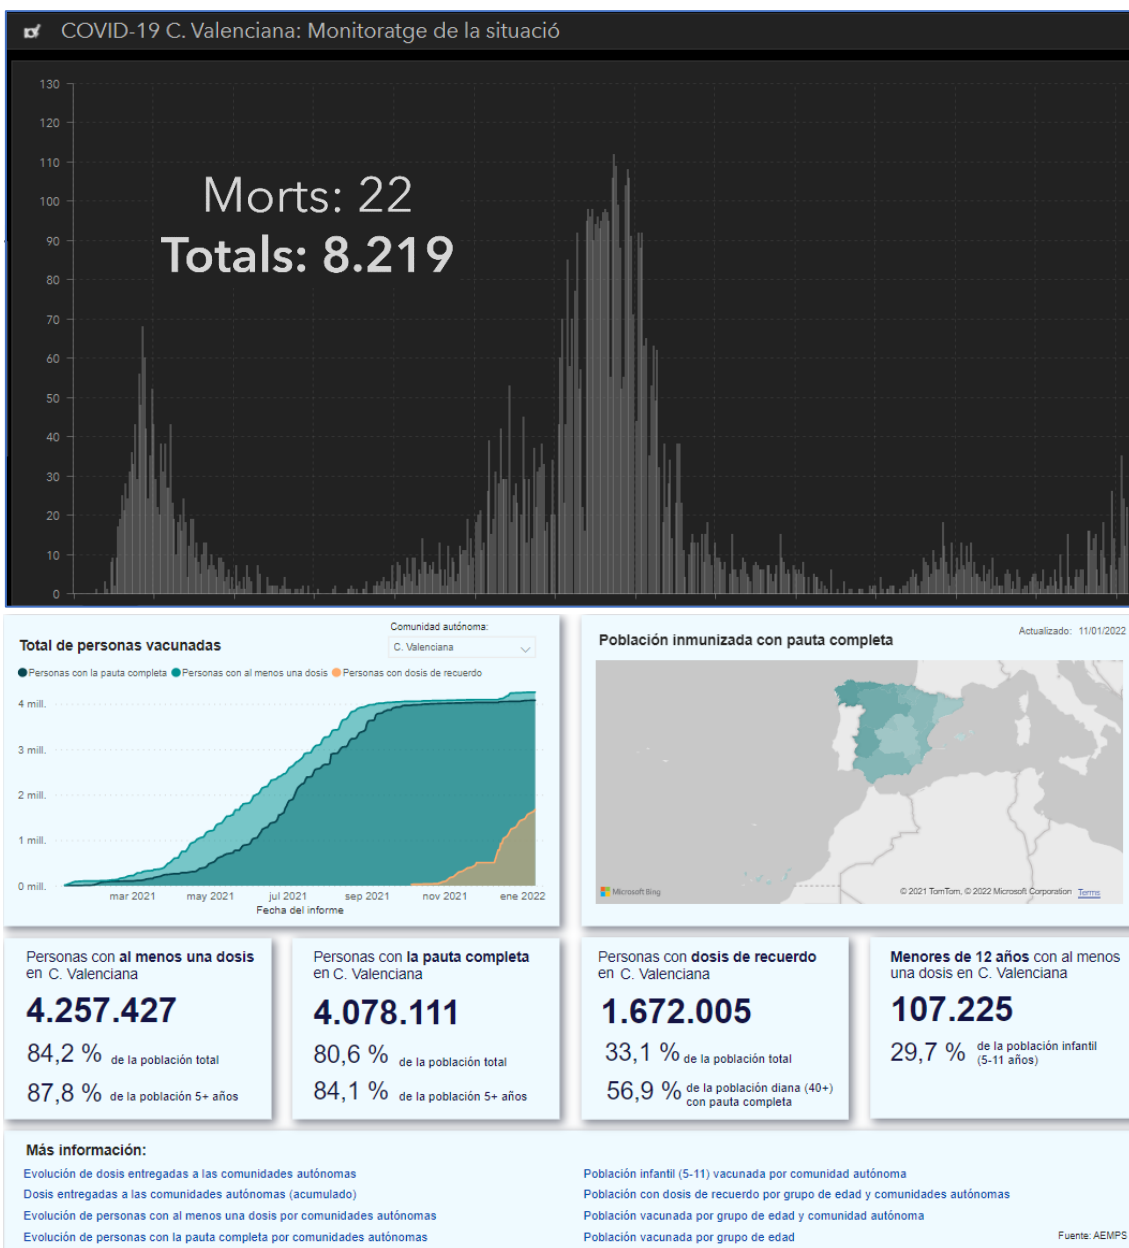 COVID-19 C. Valenciana: Monitoratge de la situació
130
120
110
100
90
80
70
60
50
40
30
20
10
0
Morts: 22
Totals: 8.219
Total de personas vacunadas
Comunidad autónoma:
C. Valenciana
Personas con la pauta completa Personas con al menos una dosis Personas con dosis de recuerdo
4 mill.
3 mill.
2 mill.
1 mill.
0 mill.
mar 2021 may 2021 jul 2021 sep 2021 nov 2021 ene 2022
Fecha del informe
Población inmunizada con pauta completa
Actualizado: 11/01/2022
Microsoft Bing
© 2021 TomTom, © 2022 Microsoft Corporation Terms
Personas con al menos una dosis
en C. Valenciana
4.257.427
84,2 % de la población total
87,8 % de la población 5+ años
Personas con la pauta completa
en C. Valenciana
4.078.111
80,6 % de la población total
84,1 % de la población 5+ años
Personas con dosis de recuerdo
en C. Valenciana
1.672.005
33,1 % de la población total
56,9 % de la población diana (40+)
con pauta completa
Menores de 12 años con al menos
una dosis en C. Valenciana
107.225
29,7 % de la población infantil
(5-11 años)
Más información:
Evolución de dosis entregadas a las comunidades autónomas
Dosis entregadas a las comunidades autónomas (acumulado)
Evolución de personas con al menos una dosis por comunidades autónomas
Evolución de personas con la pauta completa por comunidades autónomas
Población infantil (5-11) vacunada por comunidad autónoma
Población con dosis de recuerdo por grupo de edad y comunidades autónomas
Población vacunada por grupo de edad y comunidad autónoma
Población vacunada por grupo de edad
Fuente: AEMPS